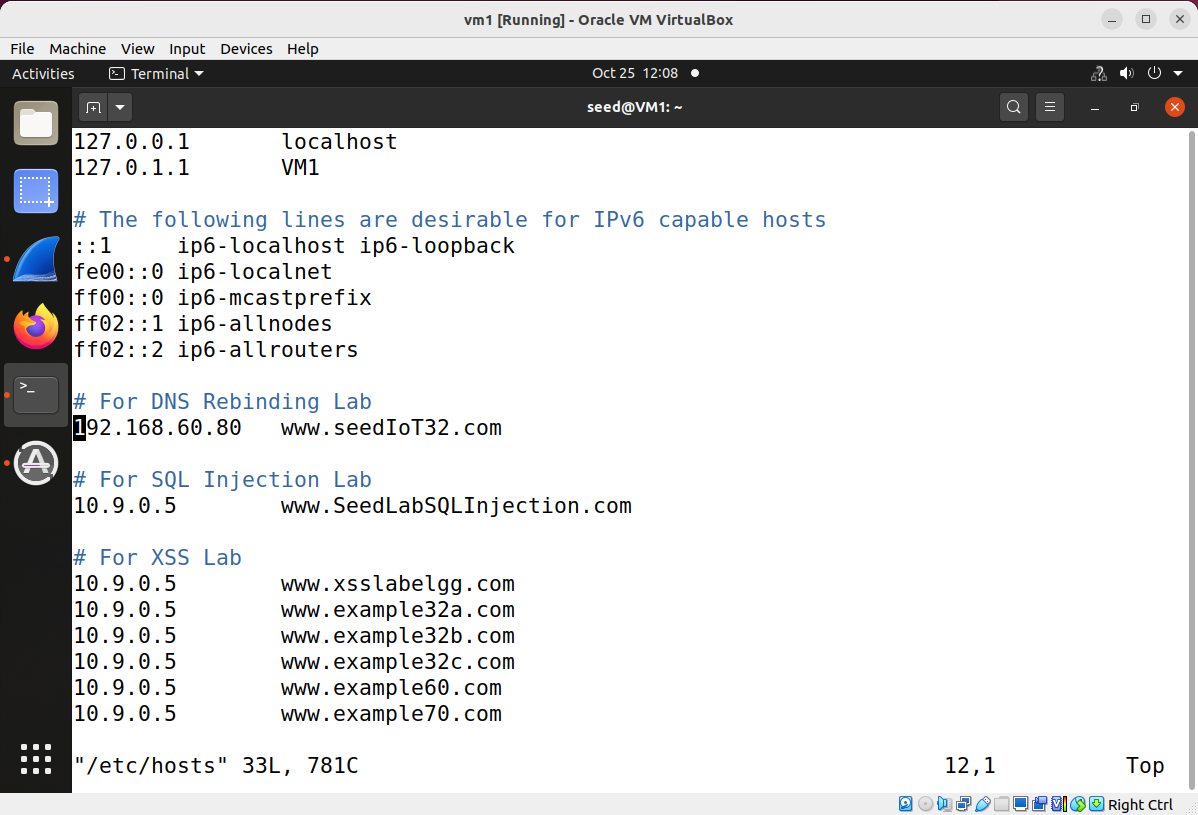 vm1 [Running] - Oracle VM VirtualBox
File Machine View Input Devices Help
Activities Terminal Oct 25 12:08
seed@VM1: ~
127.0.0.1 localhost
127.0.1.1 VM1
# The following lines are desirable for IPv6 capable hosts
::1 ip6-localhost ip6-loopback
fe00::0 ip6-localnet
ff00::0 ip6-mcastprefix
ff02::1 ip6-allnodes
ff02::2 ip6-allrouters
# For DNS Rebinding Lab
192.168.60.80 www.seedIoT32.com
# For SQL Injection Lab
10.9.0.5 www.SeedLabSQLInjection.com
# For XSS Lab
10.9.0.5 www.xsslabelgg.com
10.9.0.5 www.example32a.com
10.9.0.5 www.example32b.com
10.9.0.5 www.example32c.com
10.9.0.5 www.example60.com
10.9.0.5 www.example70.com
"/etc/hosts" 33L, 781C 12,1 Top
Right Ctrl